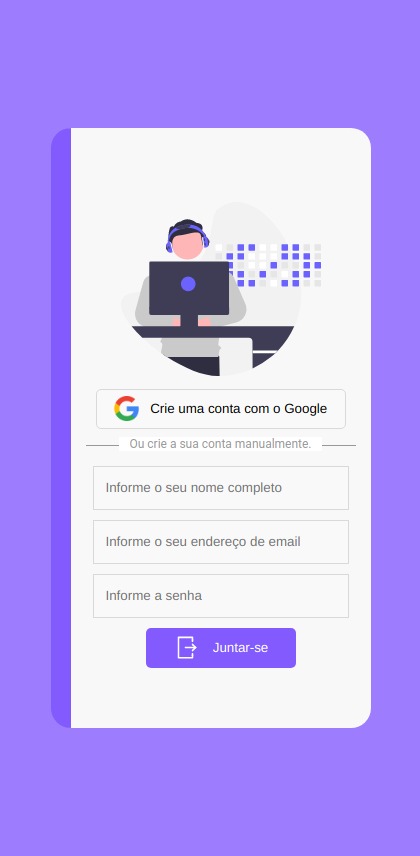 Crie uma conta com o Google
Ou crie a sua conta manualmente.
Informe o seu nome completo
Informe o seu endereço de email
Informe a senha
Juntar-se